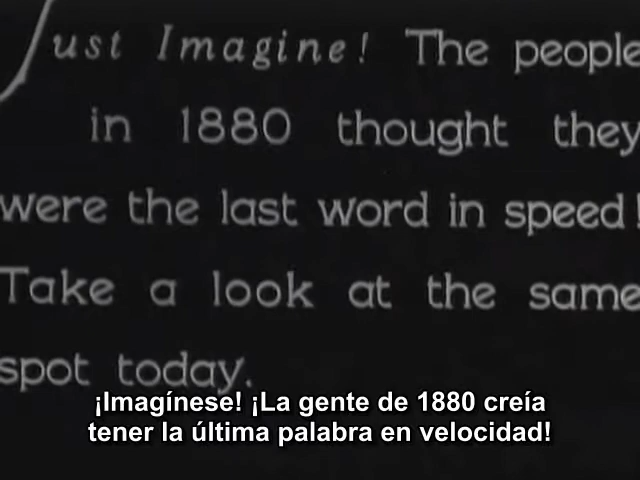 Just Imagine! The people
in 1880 thought they
were the last word in speed!
Take a look at the same
spot today.
¡Imagínese! ¡La gente de 1880 creía
tener la última palabra en velocidad!